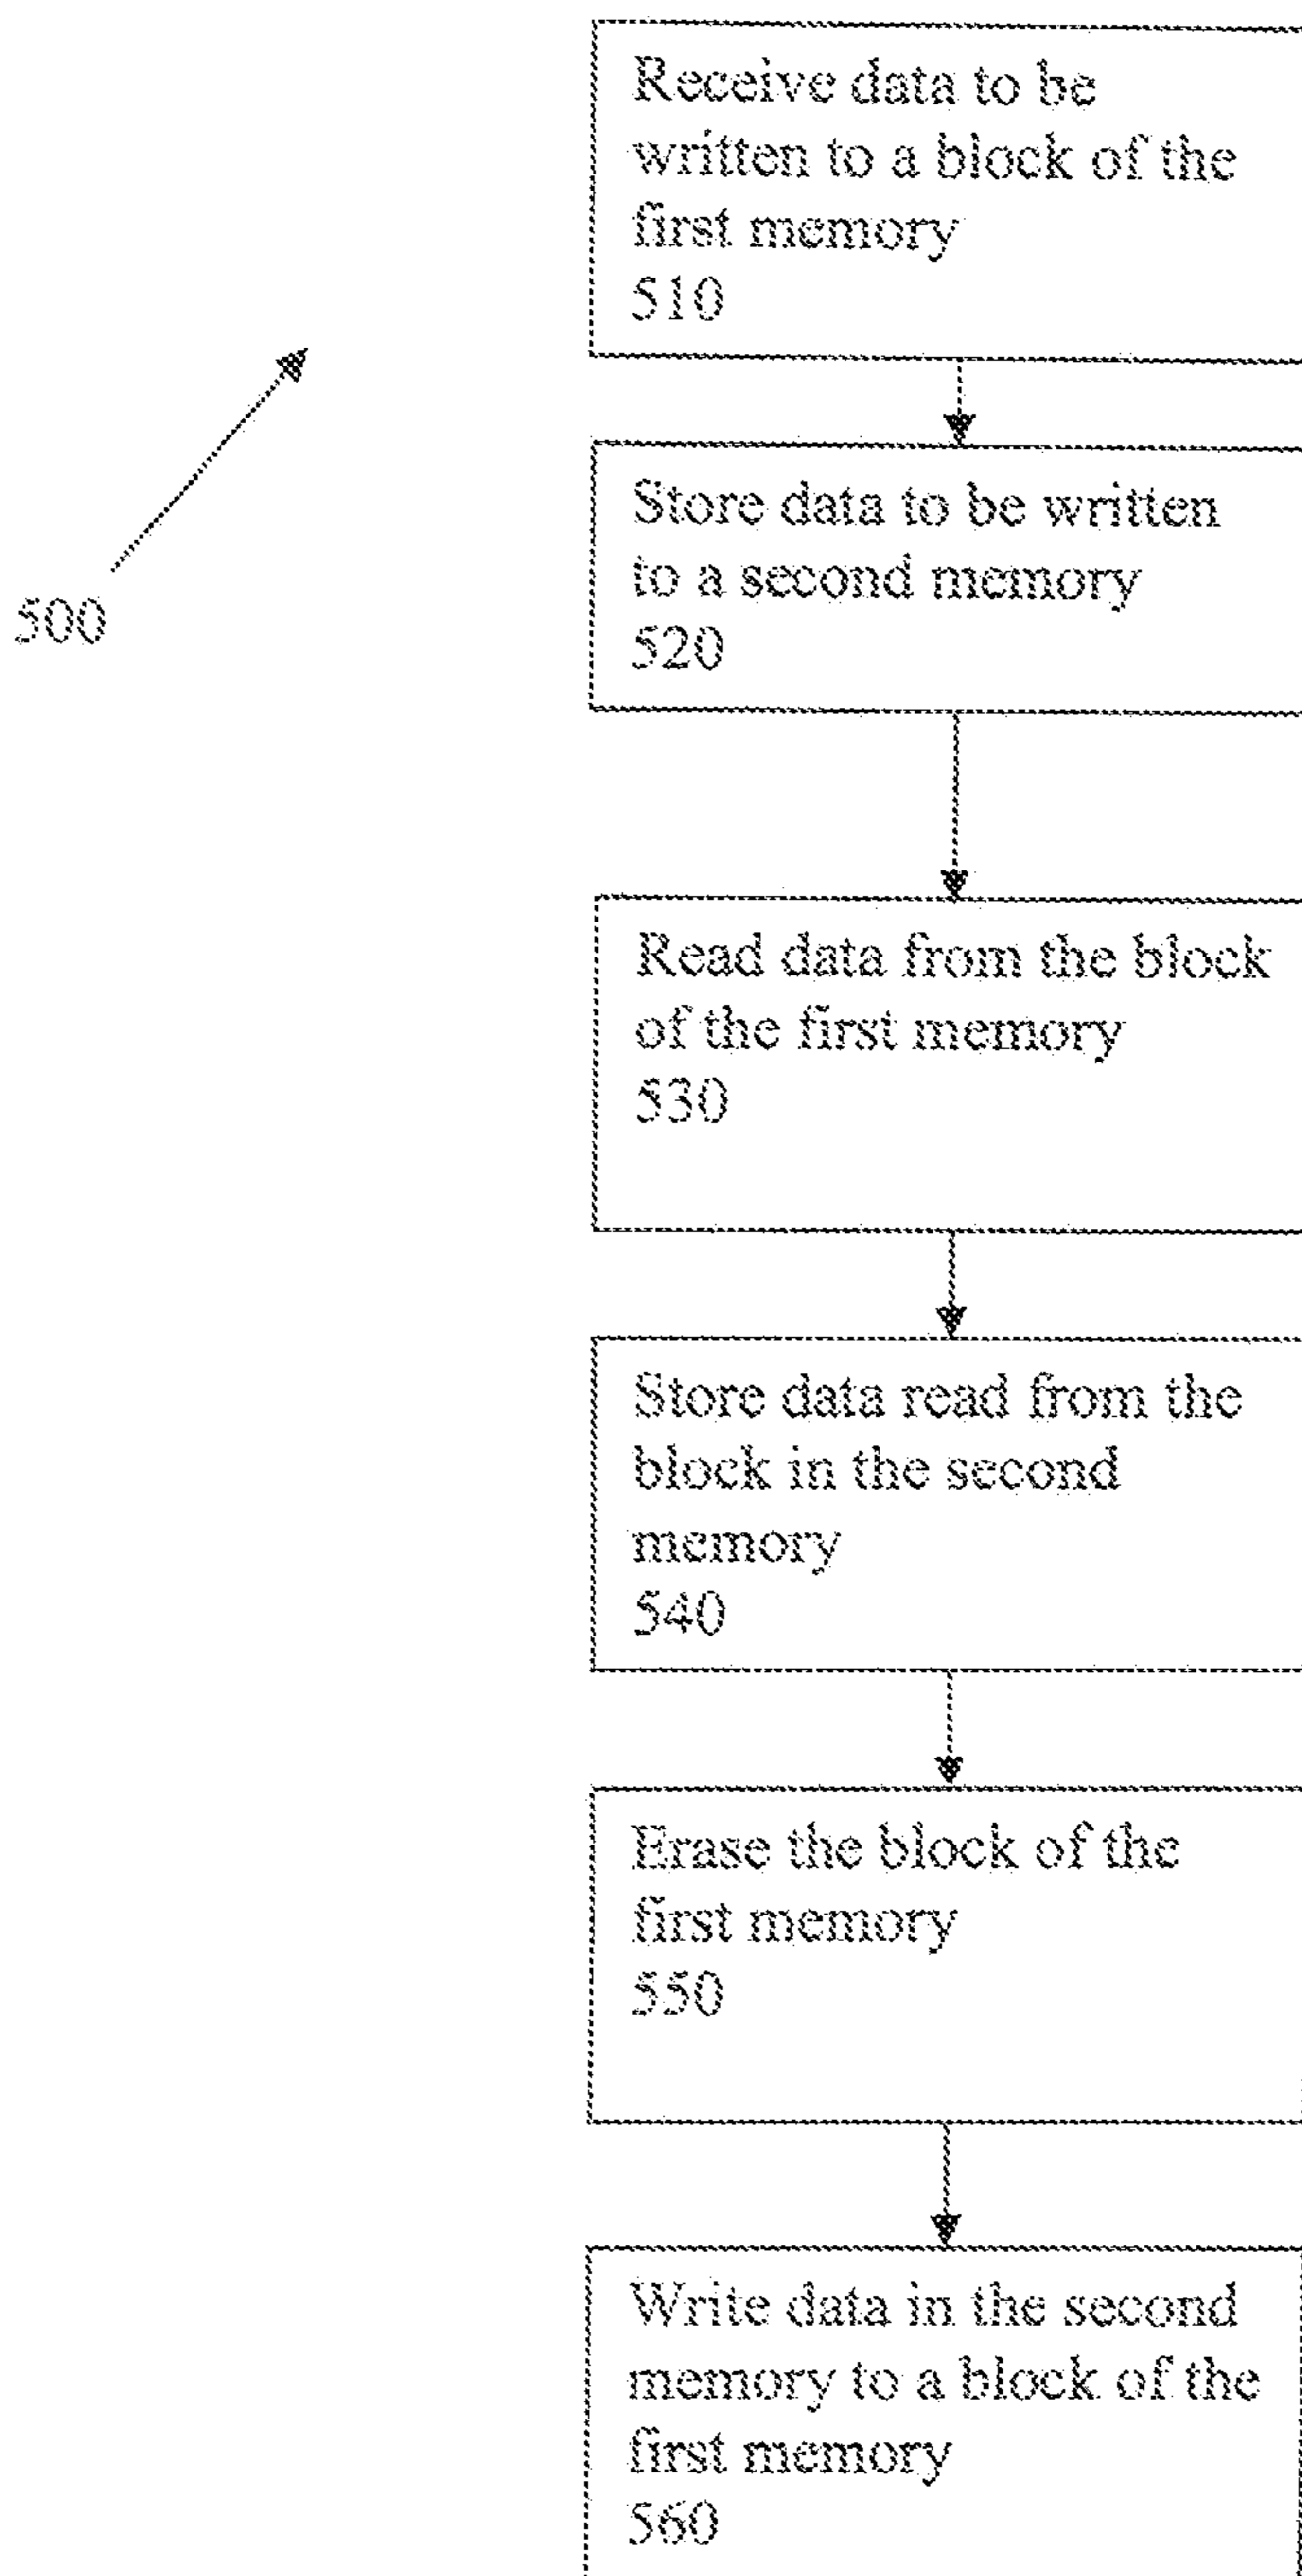 Receive data to be
written to a block of the
first memory
510
500
Store data to be written
to a second memory
520
Read data from the block
of the first memory
530
Store data read from the
block in the second
memory
540
Erase the block of the
first memory
550
Write data in the second
memory to a block of the
first memory
560